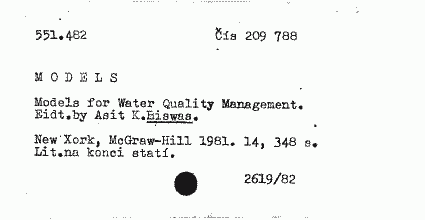 551.482 Čís 209 788
M O D E L S
Models for Water Quality Management.
Eidt.by Asit K.Biswas.
New Xork, McGraw-Hill 1981. 14, 348 s.
Lit.na konci statí.
2619/82